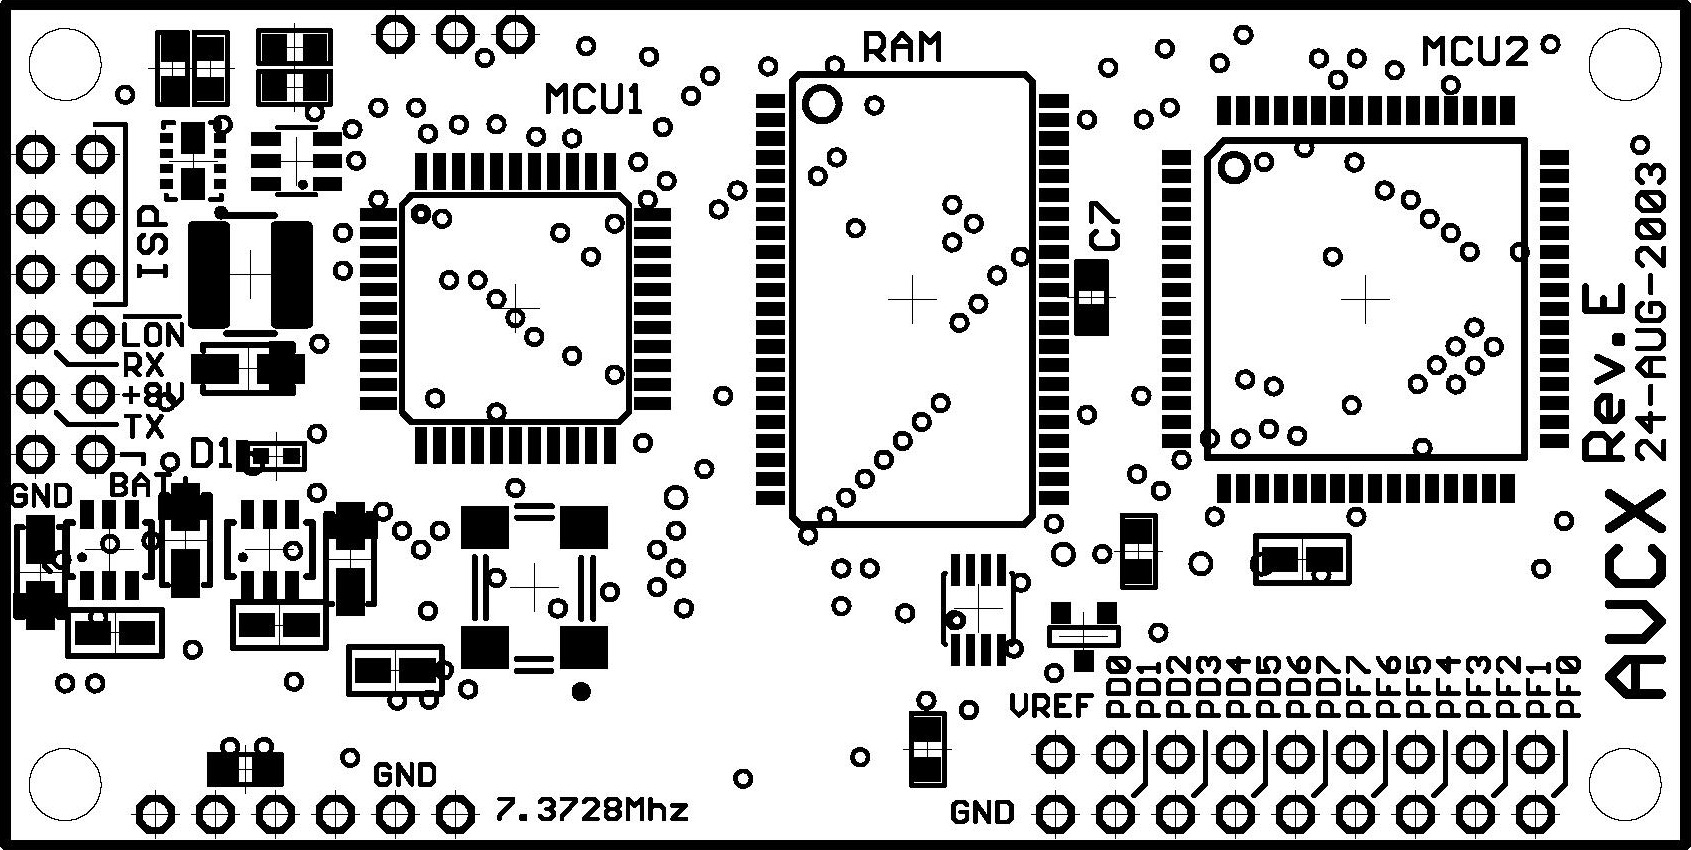 RAM
MCU2
MCU1
C7
ISP
LON
RX
+8V
TX
D1
BAT
GND
Rev.E
24-AUG-2003
AVCX
VREF
PD0
PD1
PD2
PD3
PD4
PD5
PD6
PD7
PF7
PF6
PF5
PF4
PF3
PF2
PF1
PF0
GND
7.3728Mhz
GND